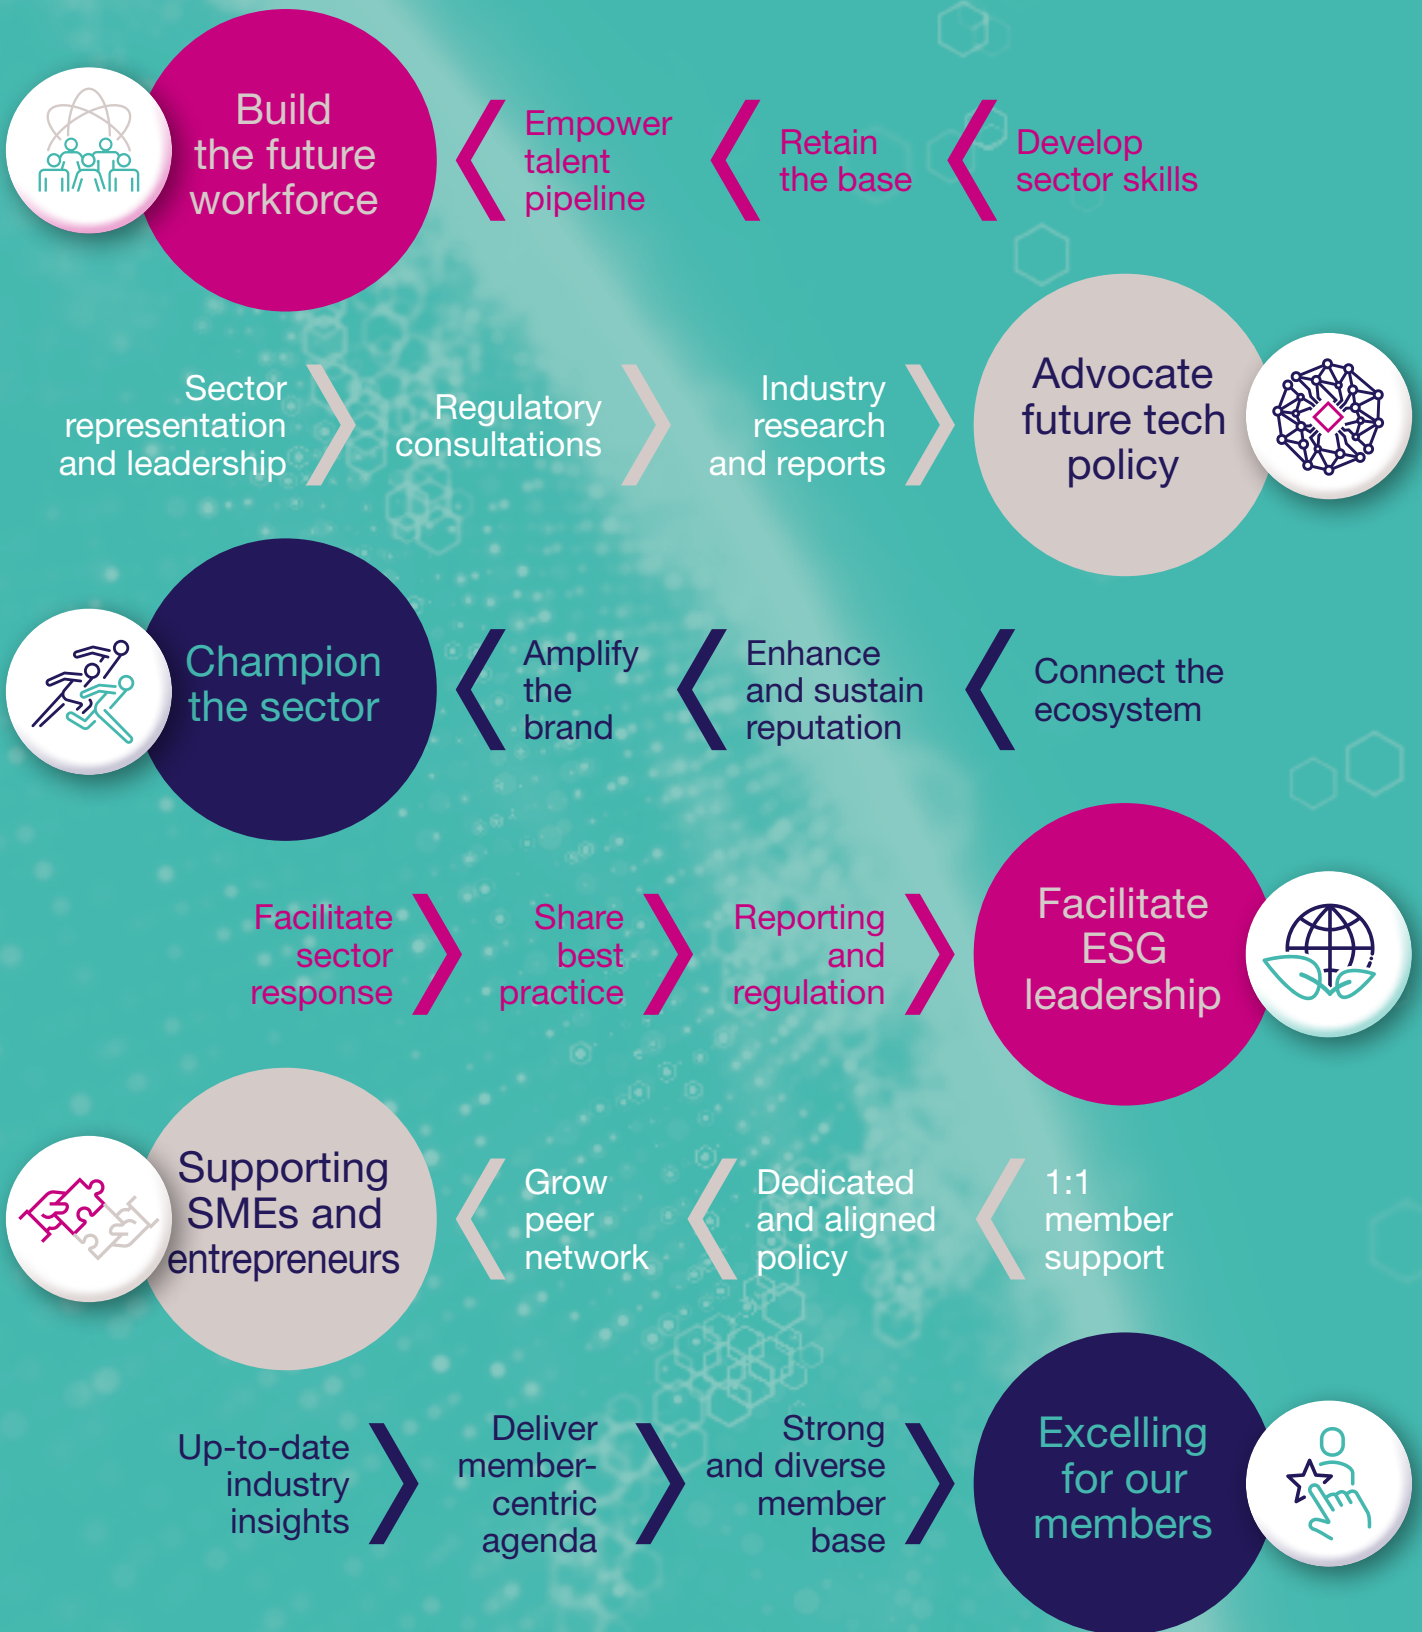 Build
the future
workforce
Empower
talent
pipeline
Retain
the base
Develop
sector skills
Sector
representation
and leadership
Regulatory
consultations
Industry
research
and reports
Advocate
future tech
policy
Champion
the sector
Amplify
the
brand
Enhance
and sustain
reputation
Connect the
ecosystem
Facilitate
sector
response
Share
best
practice
Reporting
and
regulation
Facilitate
ESG
leadership
Supporting
SMEs and
entrepreneurs
Grow
peer
network
Dedicated
and aligned
policy
1:1
member
support
Up-to-date
industry
insights
Deliver
member-
centric
agenda
Strong
and diverse
member
base
Excelling
for our
members